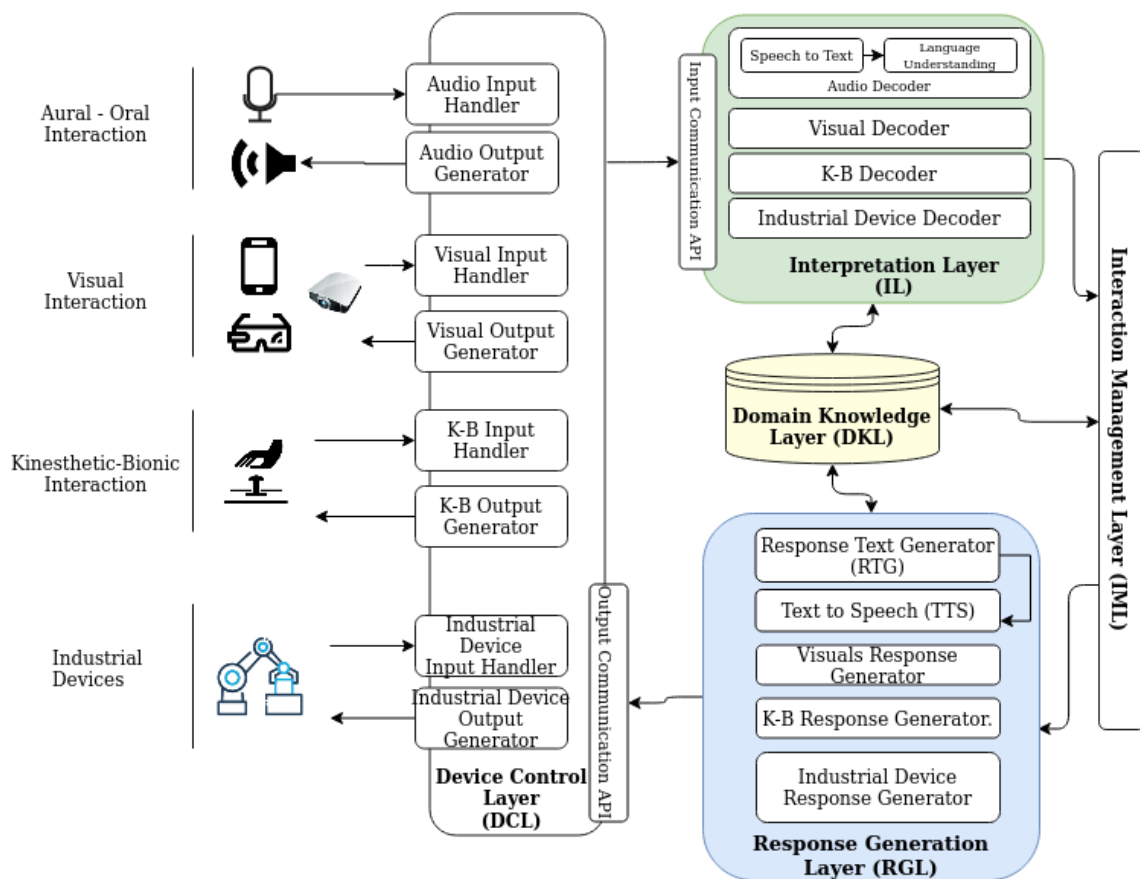 Aural - Oral
Interaction
Visual
Interaction
Kinesthetic-Bionic
Interaction
Industrial
Devices
Audio Input
Handler
Audio Output
Generator
Visual Input
Handler
Visual Output
Generator
K-B Input
Handler
K-B Output
Generator
Industrial
Device
Input Handler
Industrial Device
Output
Generator
Device Control
Layer
(DCL)
Input Communication API
Output Communication API
Speech to Text
Language
Understanding
Audio Decoder
Visual Decoder
K-B Decoder
Industrial Device Decoder
Interpretation Layer
(IL)
Domain Knowledge
Layer (DKL)
Response Text Generator
(RTG)
Text to Speech (TTS)
Visuals Response
Generator
K-B Response Generator.
Industrial Device
Response Generator
Response Generation
Layer (RGL)
Interaction Management Layer (IML)